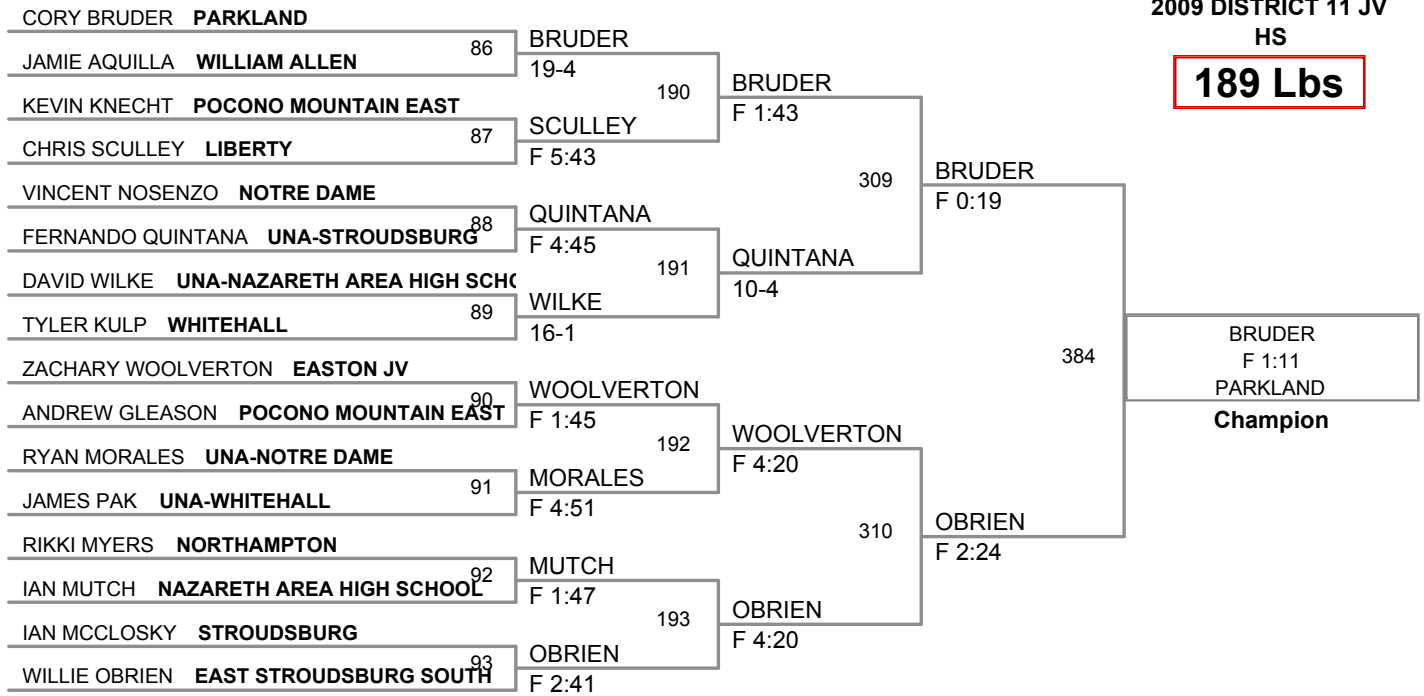 2009 DISTRICT 11 JV
HS
189 Lbs
CORY BRUDER PARKLAND
JAMIE AQUILLA WILLIAM ALLEN
KEVIN KNECHT POCONO MOUNTAIN EAST
CHRIS SCULLEY LIBERTY
VINCENT NOSENZO NOTRE DAME
FERNANDO QUINTANA UNA-STROUDSBURG
DAVID WILKE UNA-NAZARETH AREA HIGH SCHO
TYLER KULP WHITEHALL
ZACHARY WOOLVERTON EASTON JV
ANDREW GLEASON POCONO MOUNTAIN EAST
RYAN MORALES UNA-NOTRE DAME
JAMES PAK UNA-WHITEHALL
RIKKI MYERS NORTHAMPTON
IAN MUTCH NAZARETH AREA HIGH SCHOOL
IAN MCCLOSKY STROUDSBURG
WILLIE OBRIEN EAST STROUDSBURG SOUTH
86
87
88
89
90
91
92
93
BRUDER
19-4
SCULLEY
F 5:43
QUINTANA
F 4:45
WILKE
16-1
WOOLVERTON
F 1:45
MORALES
F 4:51
MUTCH
F 1:47
OBRIEN
F 2:41
190
191
192
193
BRUDER
F 1:43
QUINTANA
10-4
WOOLVERTON
F 4:20
OBRIEN
F 4:20
309
310
BRUDER
F 0:19
OBRIEN
F 2:24
384
BRUDER
F 1:11
PARKLAND
Champion